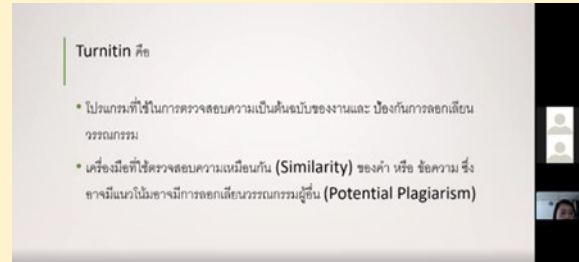 Turnitin คือ
• โปรแกรมที่ใช้ในการตรวจสอบความเป็นต้นฉบับของงานและ ป้องกันการลอกเลียน
วรรณกรรม
• เครื่องมือที่ใช้ตรวจสอบความเหมือนกัน (Similarity) ของคำ หรือ ข้อความ ซึ่ง
อาจมีแนวโน้มอาจมีการลอกเลียนวรรณกรรมผู้อื่น (Potential Plagiarism)